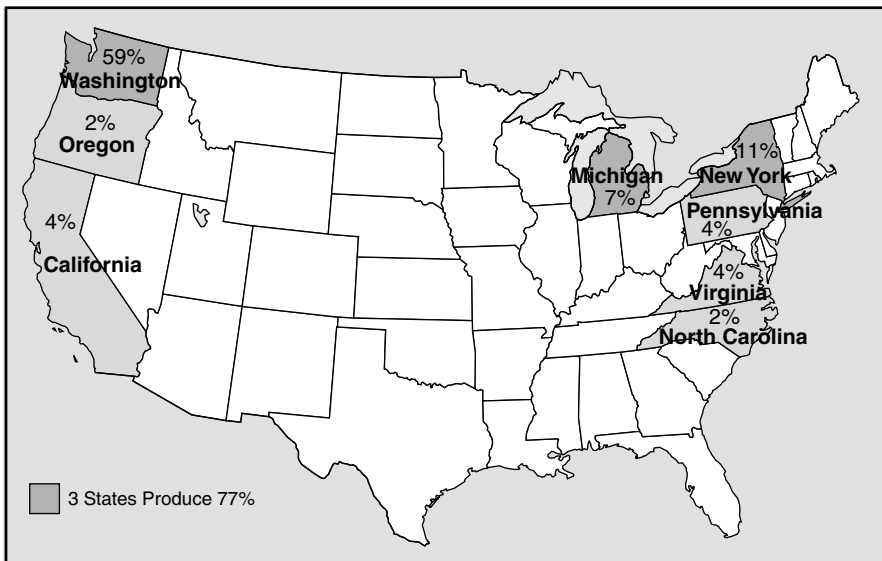 59%
Washington
2%
Oregon
4%
California
Michigan
7%
11%
New York
Pennsylvania
4%
4%
Virginia
2%
North Carolina
3 States Produce 77%